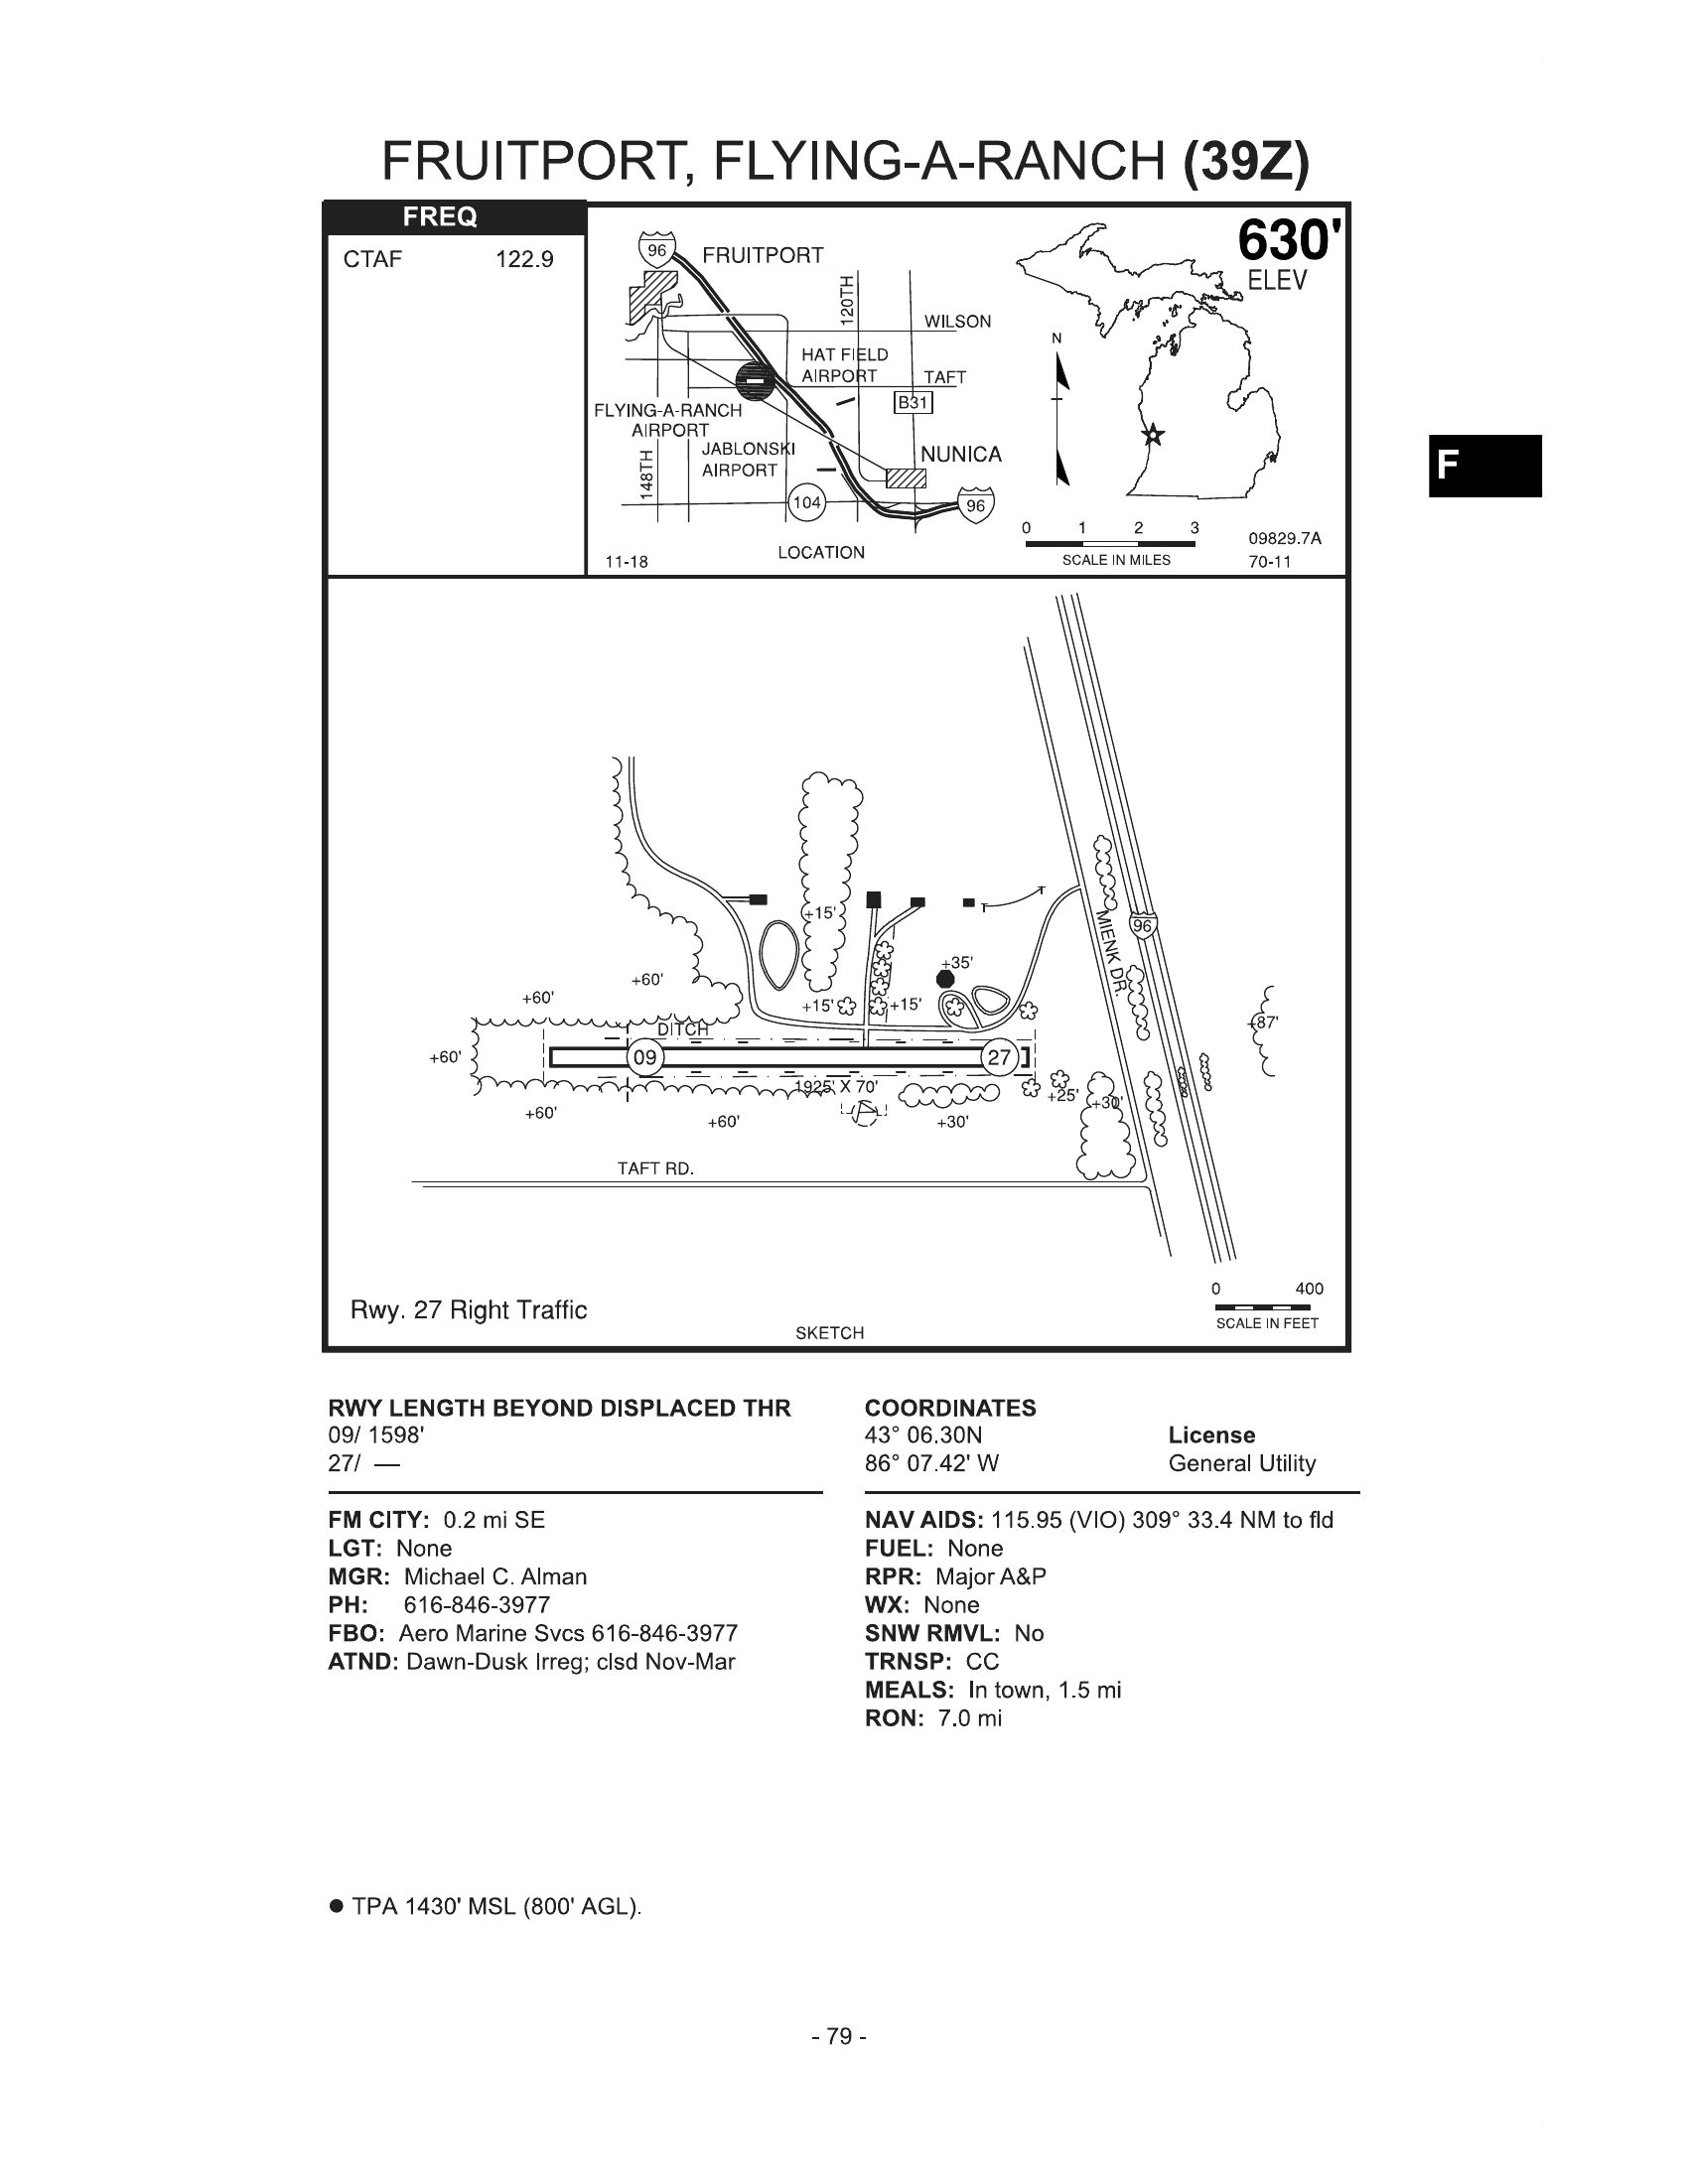 FRUITPORT, FLYING-A-RANCH (39Z)
FREQ
CTAF 122.9
96
FRUITPORT
120TH
WILSON
HAT FIELD
AIRPORT
TAFT
B31
FLYING-A-RANCH
AIRPORT
JABLONSKI
AIRPORT
NUNICA
148TH
104
96
LOCATION
11-18
630'
ELEV
N
0 1 2 3
SCALE IN MILES
09829.7A
70-11
F
+15'
+35'
MIENK DR.
96
+60'
+60'
+15'
+15'
+87'
DITCH
+60'
09
27
1925' X 70'
+25'
+30'
+60'
+60'
+30'
TAFT RD.
0 400
SCALE IN FEET
Rwy. 27 Right Traffic
SKETCH
RWY LENGTH BEYOND DISPLACED THR
09/ 1598'
27/ —
COORDINATES
43° 06.30N
86° 07.42' W
License
General Utility
FM CITY: 0.2 mi SE
LGT: None
MGR: Michael C. Alman
PH: 616-846-3977
FBO: Aero Marine Svcs 616-846-3977
ATND: Dawn-Dusk Irreg; clsd Nov-Mar
NAV AIDS: 115.95 (VIO) 309° 33.4 NM to fld
FUEL: None
RPR: Major A&P
WX: None
SNW RMVL: No
TRNSP: CC
MEALS: In town, 1.5 mi
RON: 7.0 mi
● TPA 1430' MSL (800' AGL).
- 79 -